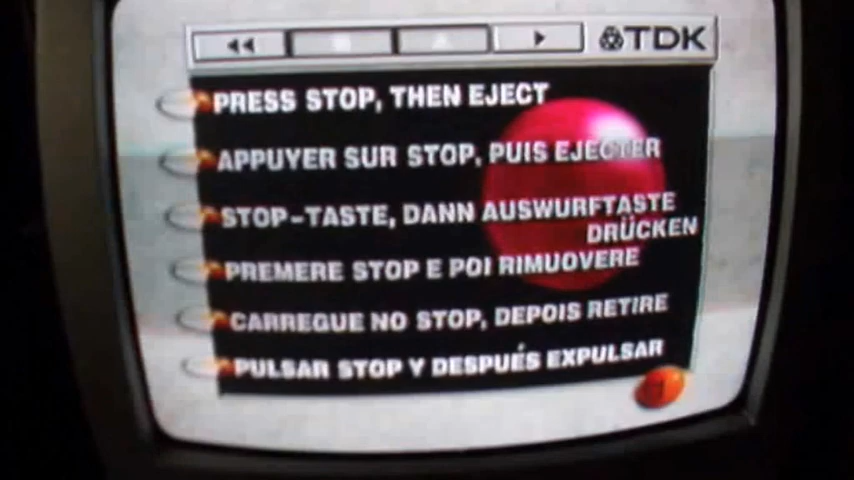 TDK
PRESS STOP, THEN EJECT
APPUYER SUR STOP, PUIS EJECTER
STOP-TASTE, DANN AUSWURFTASTE
DRÜCKEN
PREMERE STOP E POI RIMUOVERE
CARREGUE NO STOP, DEPOIS RETIRE
PULSAR STOP Y DESPUÉS EXPULSAR